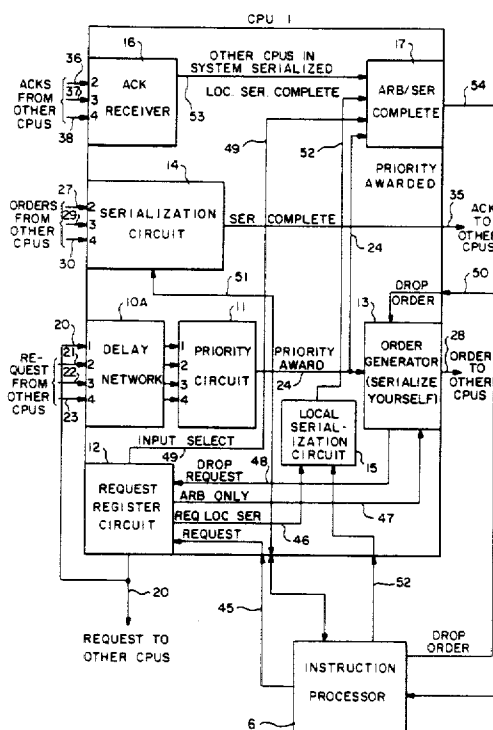 CPU 1
16
ACK
RECEIVER
36
37
38
2
3
4
ACKS
FROM
OTHER
CPUS
OTHER CPUS IN
SYSTEM SERIALIZED
LOC. SER. COMPLETE
53
49
52
17
ARB/SER
COMPLETE
54
PRIORITY
AWARDED
14
SERIALIZATION
CIRCUIT
27
29
30
2
3
4
ORDERS
FROM
OTHER
CPUS
SER COMPLETE
35
ACK
TO
OTHER
CPUS
51
24
50
10A
DELAY
NETWORK
11
PRIORITY
CIRCUIT
20
21
22
23
1
2
3
4
1
2
3
4
RE-
QUEST
FROM
OTHER
CPUS
PRIORITY
AWARD
24
13
DROP
ORDER
ORDER
GENERATOR
(SERIALIZE
YOURSELF)
28
ORDER
TO
OTHER
CPUS
LOCAL
SERIAL-
IZATION
CIRCUIT
15
12
REQUEST
REGISTER
CIRCUIT
INPUT SELECT
49
DROP
REQUEST
48
ARB ONLY
47
REQ LOC SER
46
REQUEST
20
REQUEST TO
OTHER CPUS
45
52
DROP
ORDER
INSTRUCTION
PROCESSOR
6